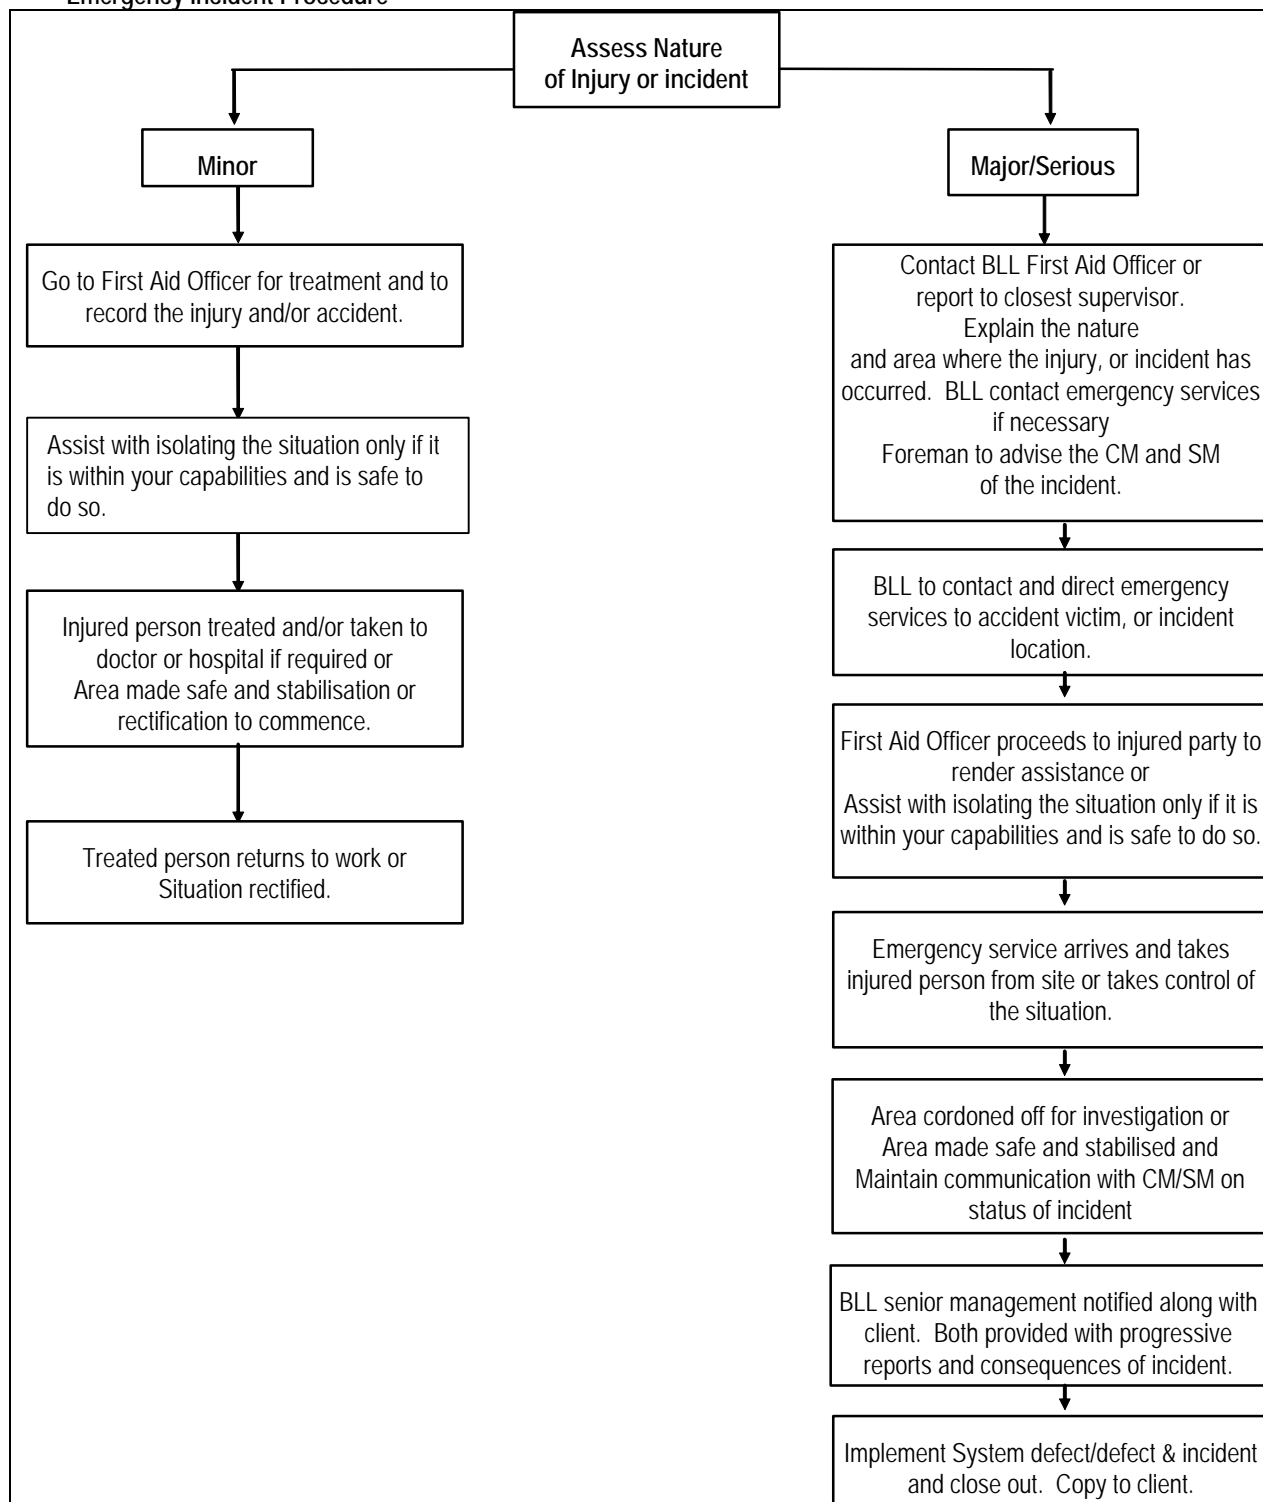 Emergency Incident Procedure
Assess Nature
of Injury or incident
Minor
Major/Serious
Go to First Aid Officer for treatment and to
record the injury and/or accident.
Assist with isolating the situation only if it
is within your capabilities and is safe to
do so.
Injured person treated and/or taken to
doctor or hospital if required or
Area made safe and stabilisation or
rectification to commence.
Treated person returns to work or
Situation rectified.
Contact BLL First Aid Officer or
report to closest supervisor.
Explain the nature
and area where the injury, or incident has
occurred.  BLL contact emergency services
if necessary
Foreman to advise the CM and SM
of the incident.
BLL to contact and direct emergency
services to accident victim, or incident
location.
First Aid Officer proceeds to injured party to
render assistance or
Assist with isolating the situation only if it is
within your capabilities and is safe to do so.
Emergency service arrives and takes
injured person from site or takes control of
the situation.
Area cordoned off for investigation or
Area made safe and stabilised and
Maintain communication with CM/SM on
status of incident
BLL senior management notified along with
client.  Both provided with progressive
reports and consequences of incident.
Implement System defect/defect & incident
and close out.  Copy to client.